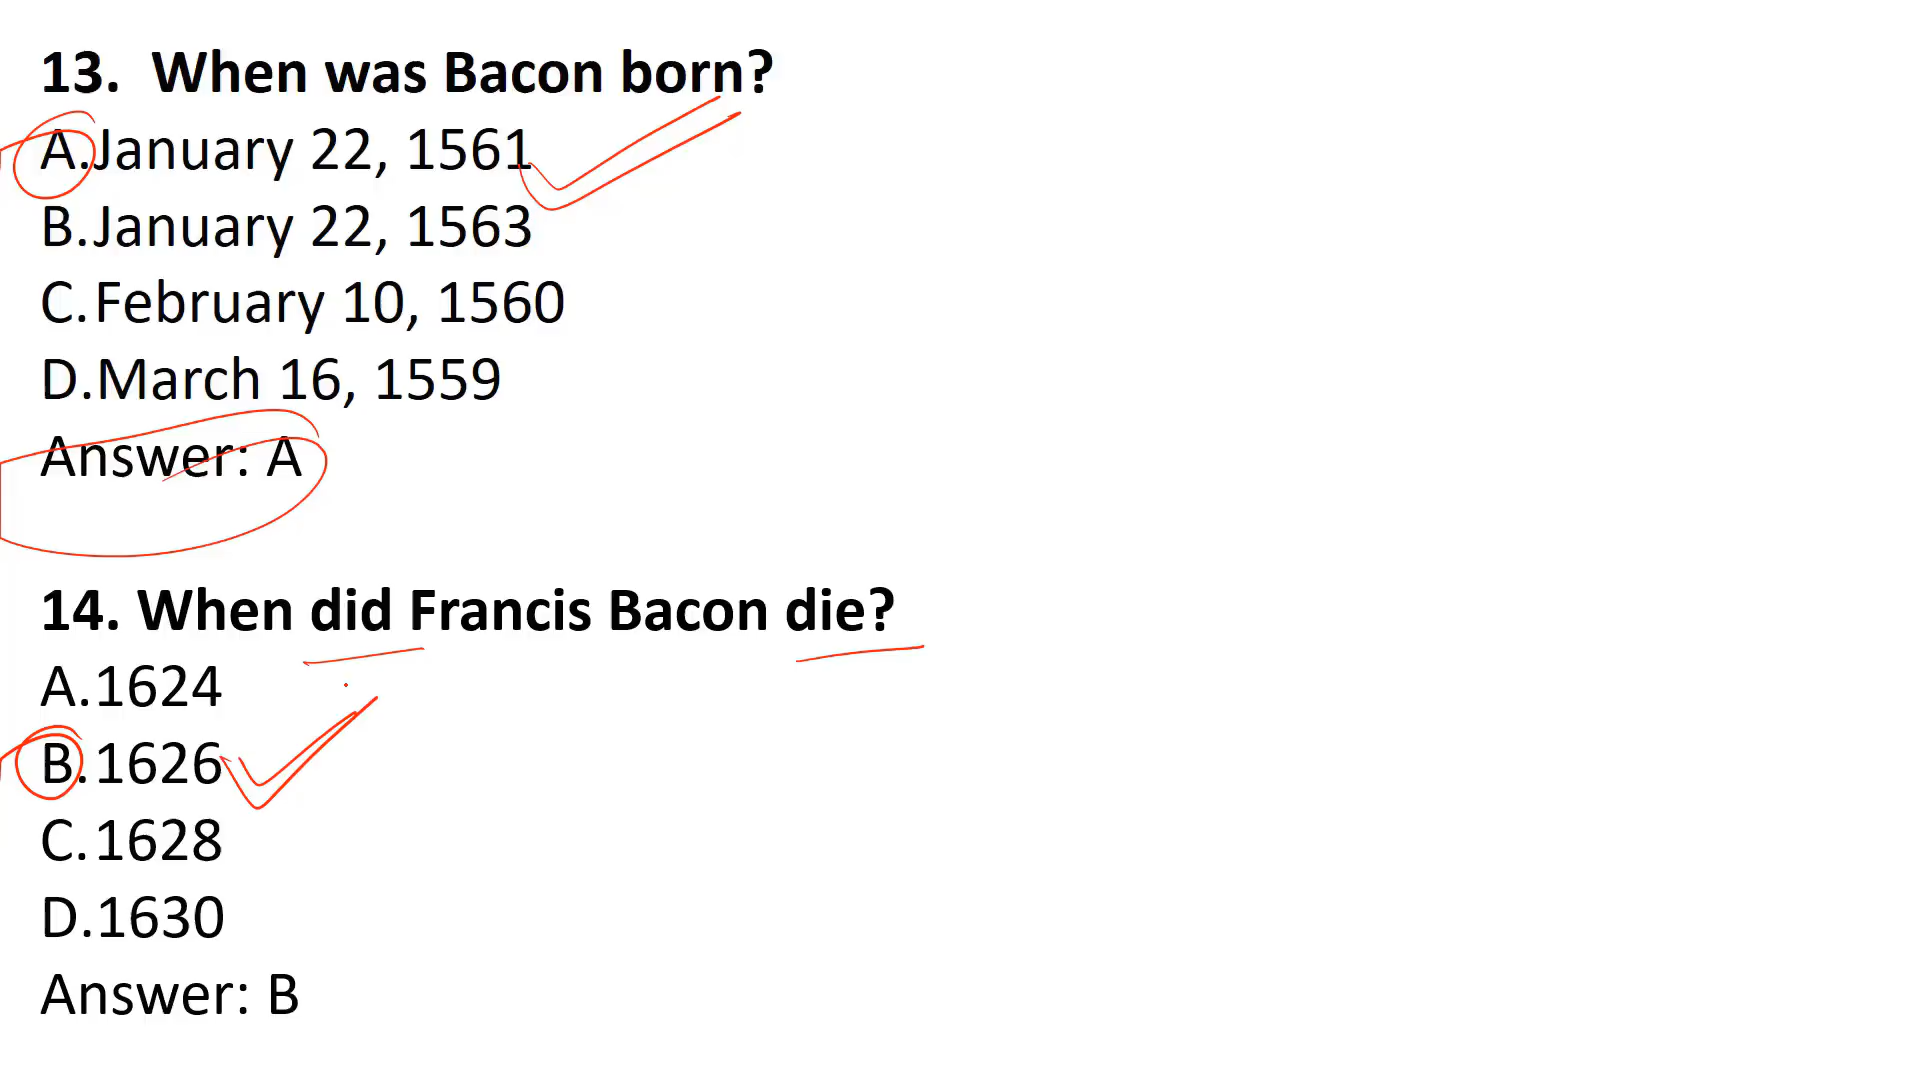 13. When was Bacon born?
A.January 22, 1561
B.January 22, 1563
C.February 10, 1560
D.March 16, 1559
Answer: A
14. When did Francis Bacon die?
A.1624
B.1626
C.1628
D.1630
Answer: B